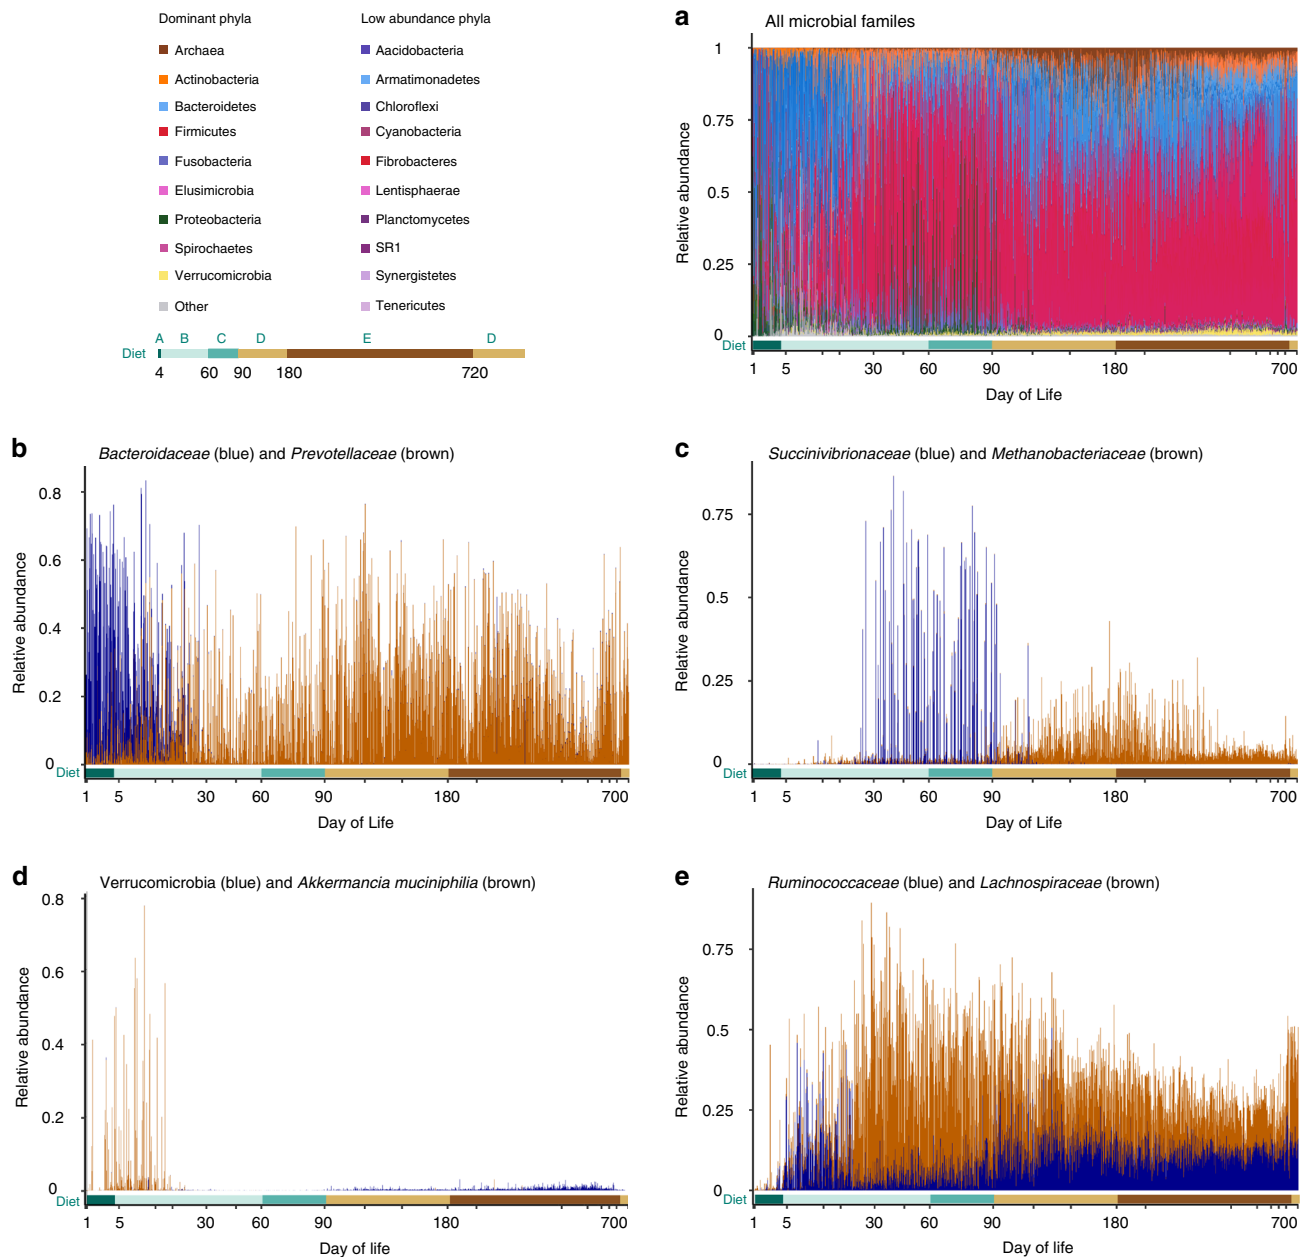 Dominant phyla
Low abundance phyla
Archaea
Aacidobacteria
Actinobacteria
Armatimonadetes
Bacteroidetes
Chloroflexi
Firmicutes
Cyanobacteria
Fusobacteria
Fibrobacteres
Elusimicrobia
Lentisphaerae
Proteobacteria
Planctomycetes
Spirochaetes
SR1
Verrucomicrobia
Synergistetes
Other
Tenericutes
A B C D E D
Diet
4 60 90 180 720
a All microbial familes
Relative abundance
1
0.75
0.5
0.25
0
Diet
1 5 30 60 90 180 700
Day of Life
b Bacteroidaceae (blue) and Prevotellaceae (brown)
Relative abundance
0.8
0.6
0.4
0.2
0
Diet
1 5 30 60 90 180 700
Day of Life
c Succinivibrionaceae (blue) and Methanobacteriaceae (brown)
Relative abundance
0.75
0.5
0.25
0
Diet
1 5 30 60 90 180 700
Day of Life
d Verrucomicrobia (blue) and Akkermancia muciniphilia (brown)
Relative abundance
0.8
0.6
0.4
0.2
0
Diet
1 5 30 60 90 180 700
Day of life
e Ruminococcaceae (blue) and Lachnospiraceae (brown)
Relative abundance
0.75
0.5
0.25
0
Diet
1 5 30 60 90 180 700
Day of life